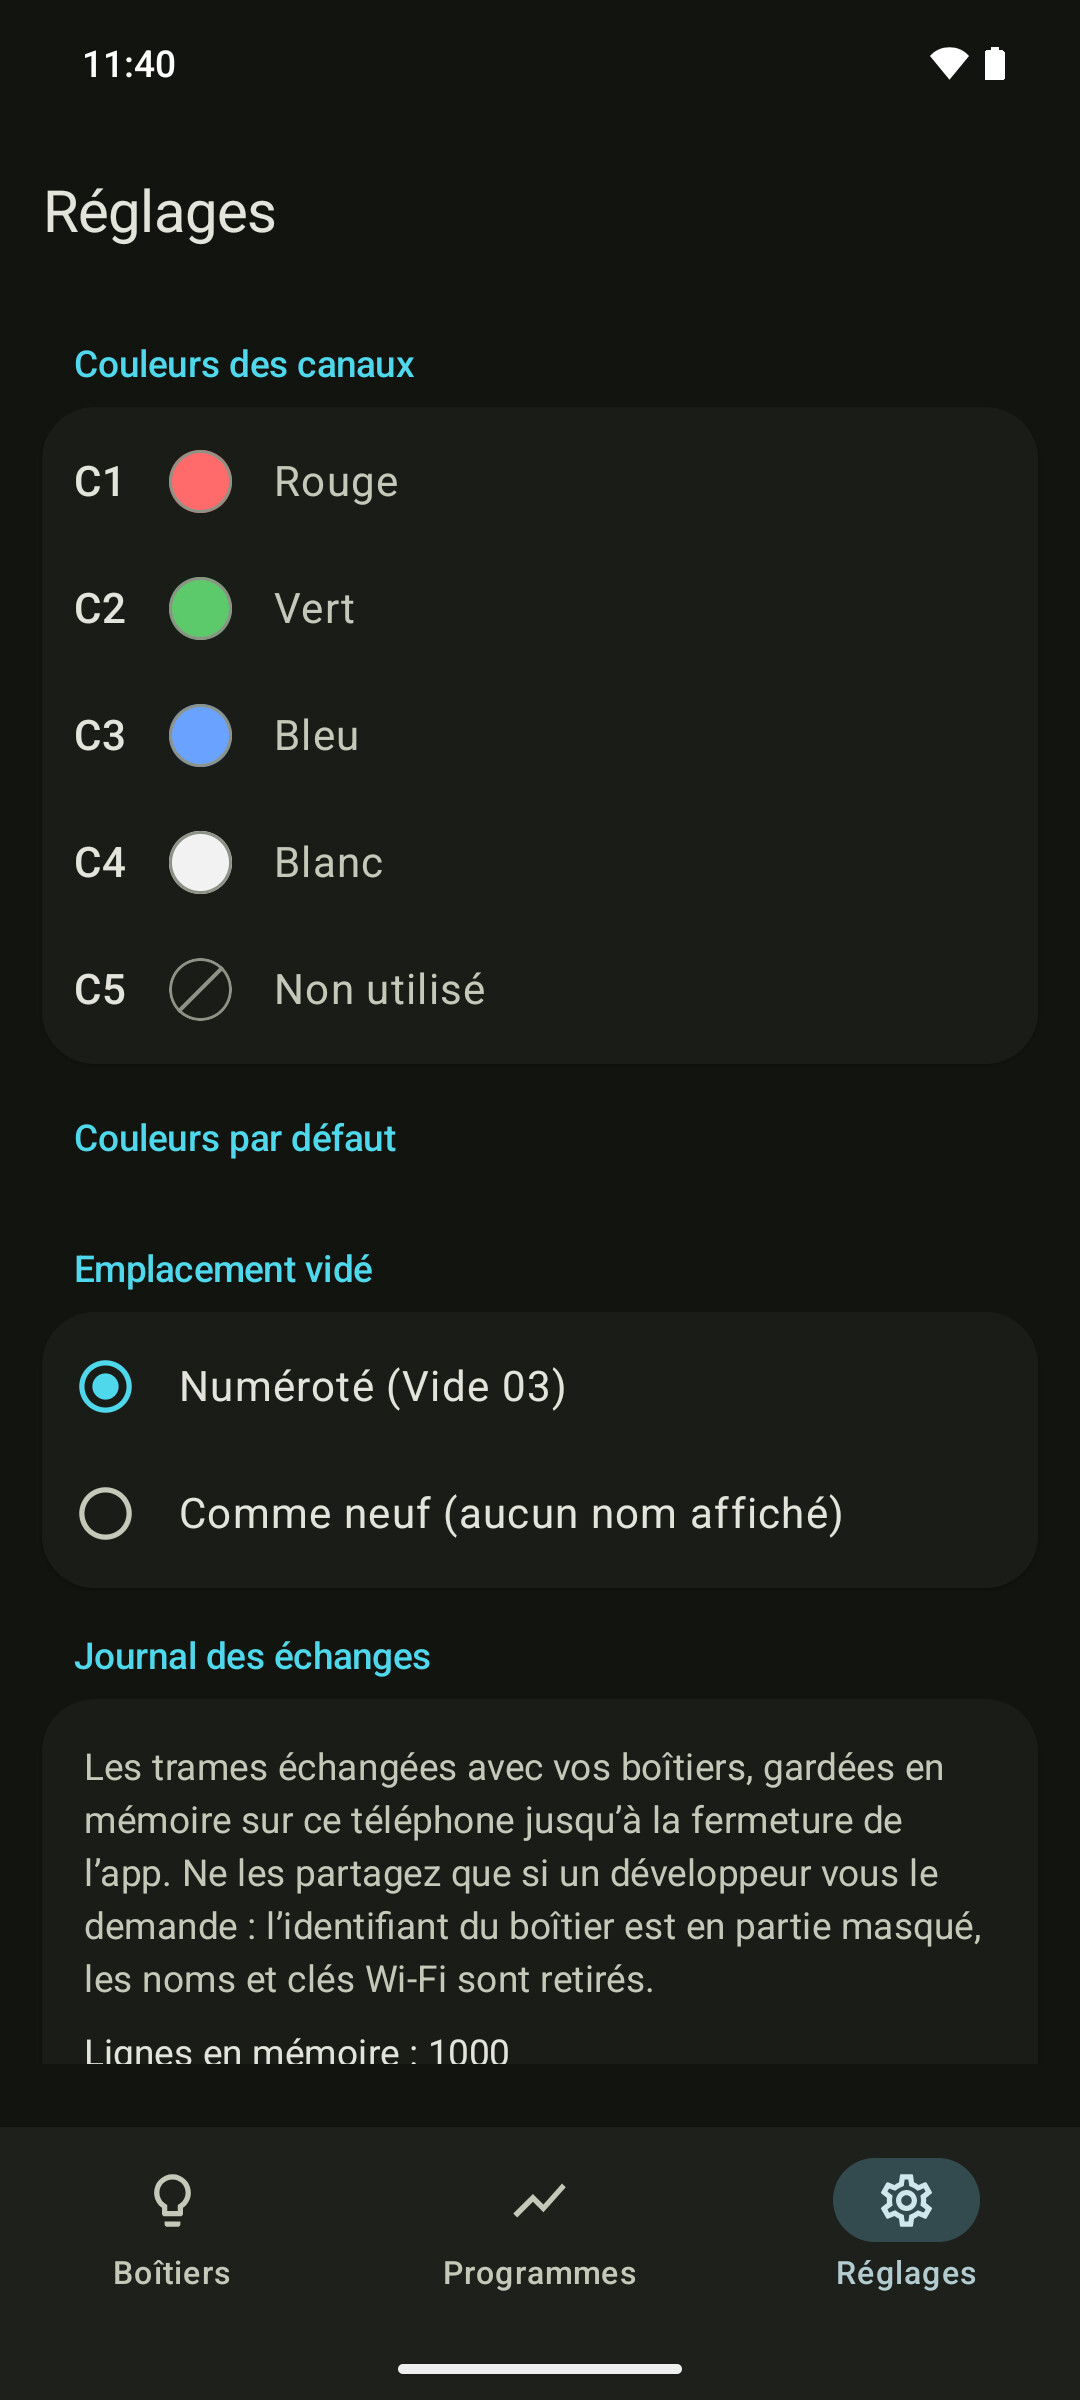 11:40
Réglages
Couleurs des canaux
C1 Rouge
C2 Vert
C3 Bleu
C4 Blanc
C5 Non utilisé
Couleurs par défaut
Emplacement vidé
Numéroté (Vide 03)
Comme neuf (aucun nom affiché)
Journal des échanges
Les trames échangées avec vos boîtiers, gardées en
mémoire sur ce téléphone jusqu’à la fermeture de
l’app. Ne les partagez que si un développeur vous le
demande : l’identifiant du boîtier est en partie masqué,
les noms et clés Wi-Fi sont retirés.
Lignes en mémoire : 1000
Boîtiers
Programmes
Réglages